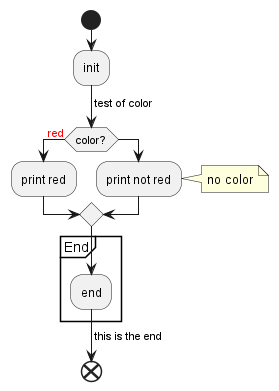 init
test of color
red
color?
print red
print not red
no color
End
end
this is the end